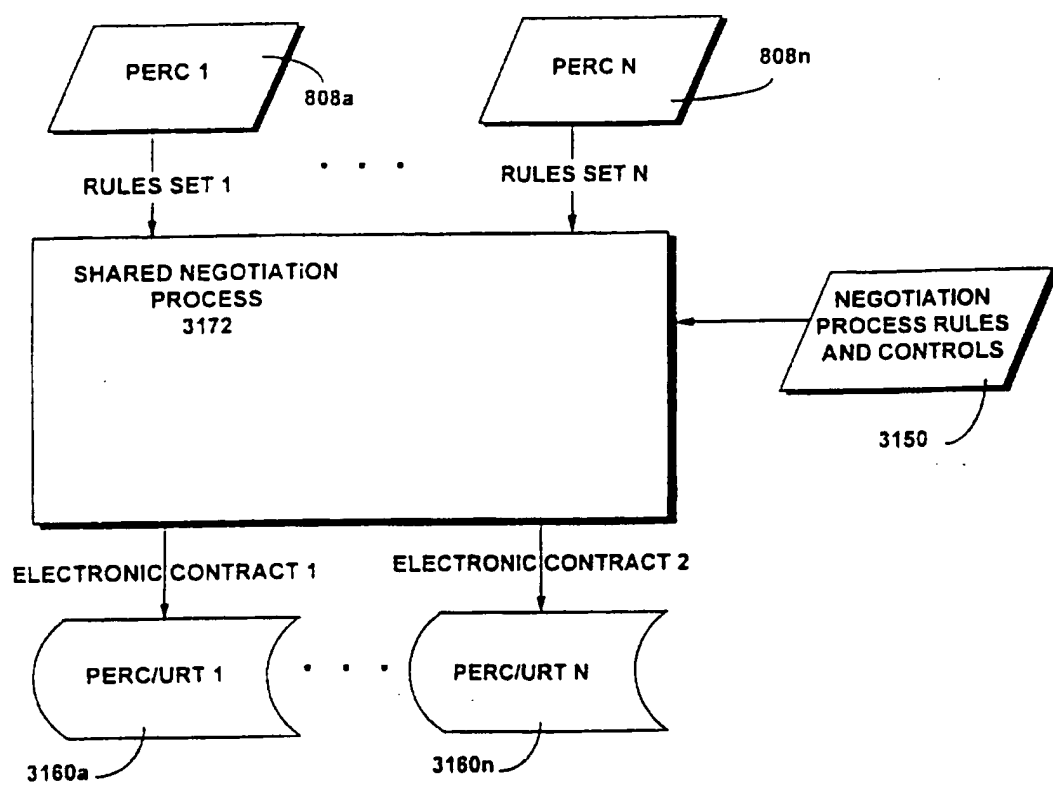 PERC 1
808a
PERC N
808n
RULES SET 1
RULES SET N
SHARED NEGOTIATiON
PROCESS
3172
NEGOTIATION
PROCESS RULES
AND CONTROLS
3150
ELECTRONIC CONTRACT 1
ELECTRONIC CONTRACT 2
PERC/URT 1
PERC/URT N
3160a
3160n